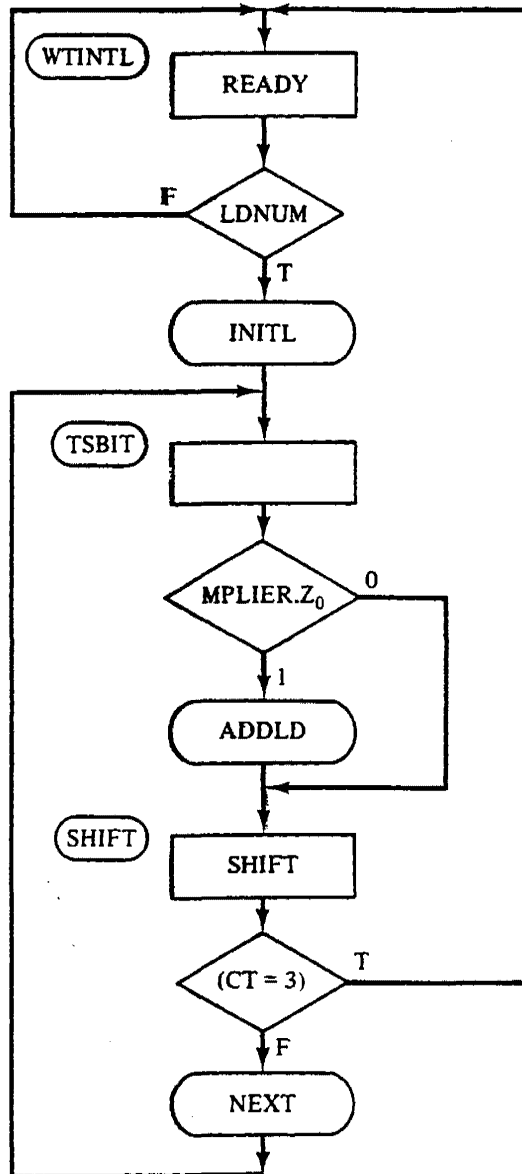 WTINTL
READY
LDNUM
F
T
INITL
TSBIT
MPLIER.Z₀
0
1
ADDLD
SHIFT
SHIFT
(CT = 3)
T
F
NEXT